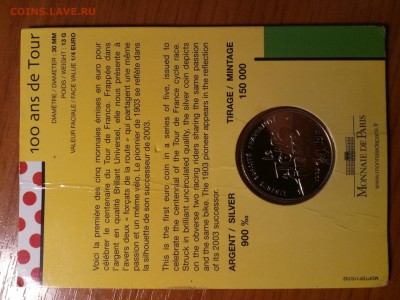 COINS.LAVE.RU
100 ans de Tour
DIAMÈTRE / DIAMETER : 30 MM
POIDS / WEIGHT : 13 G
VALEUR FACIALE / FACE VALUE 1/4 EURO
Voici la première des cinq monnaies émises en euro pour
célébrer le centenaire du Tour de France. Frappée dans
l'argent en qualité Brillant Universel, elle nous présente à
l'avers deux « forçats de la route » partageant une même
passion et un même vélo. Le pionnier de 1903 se reflète dans
la silhouette de son successeur de 2003.
This is the first euro coin in a series of five, issued to
celebrate the centennial of the Tour de France cycle race.
Struck in brilliant uncirculated quality, the silver coin depicts
on the obverse two racing riders sharing the same passion
and the same bike. The 1903 pioneer appears in the reflection
of its 2003 successor.
ARGENT / SILVER
900 ‰
TIRAGE / MINTAGE
150 000
LIBERTÉ EGALITÉ FRATERNITÉ
MONNAIE DE PARIS